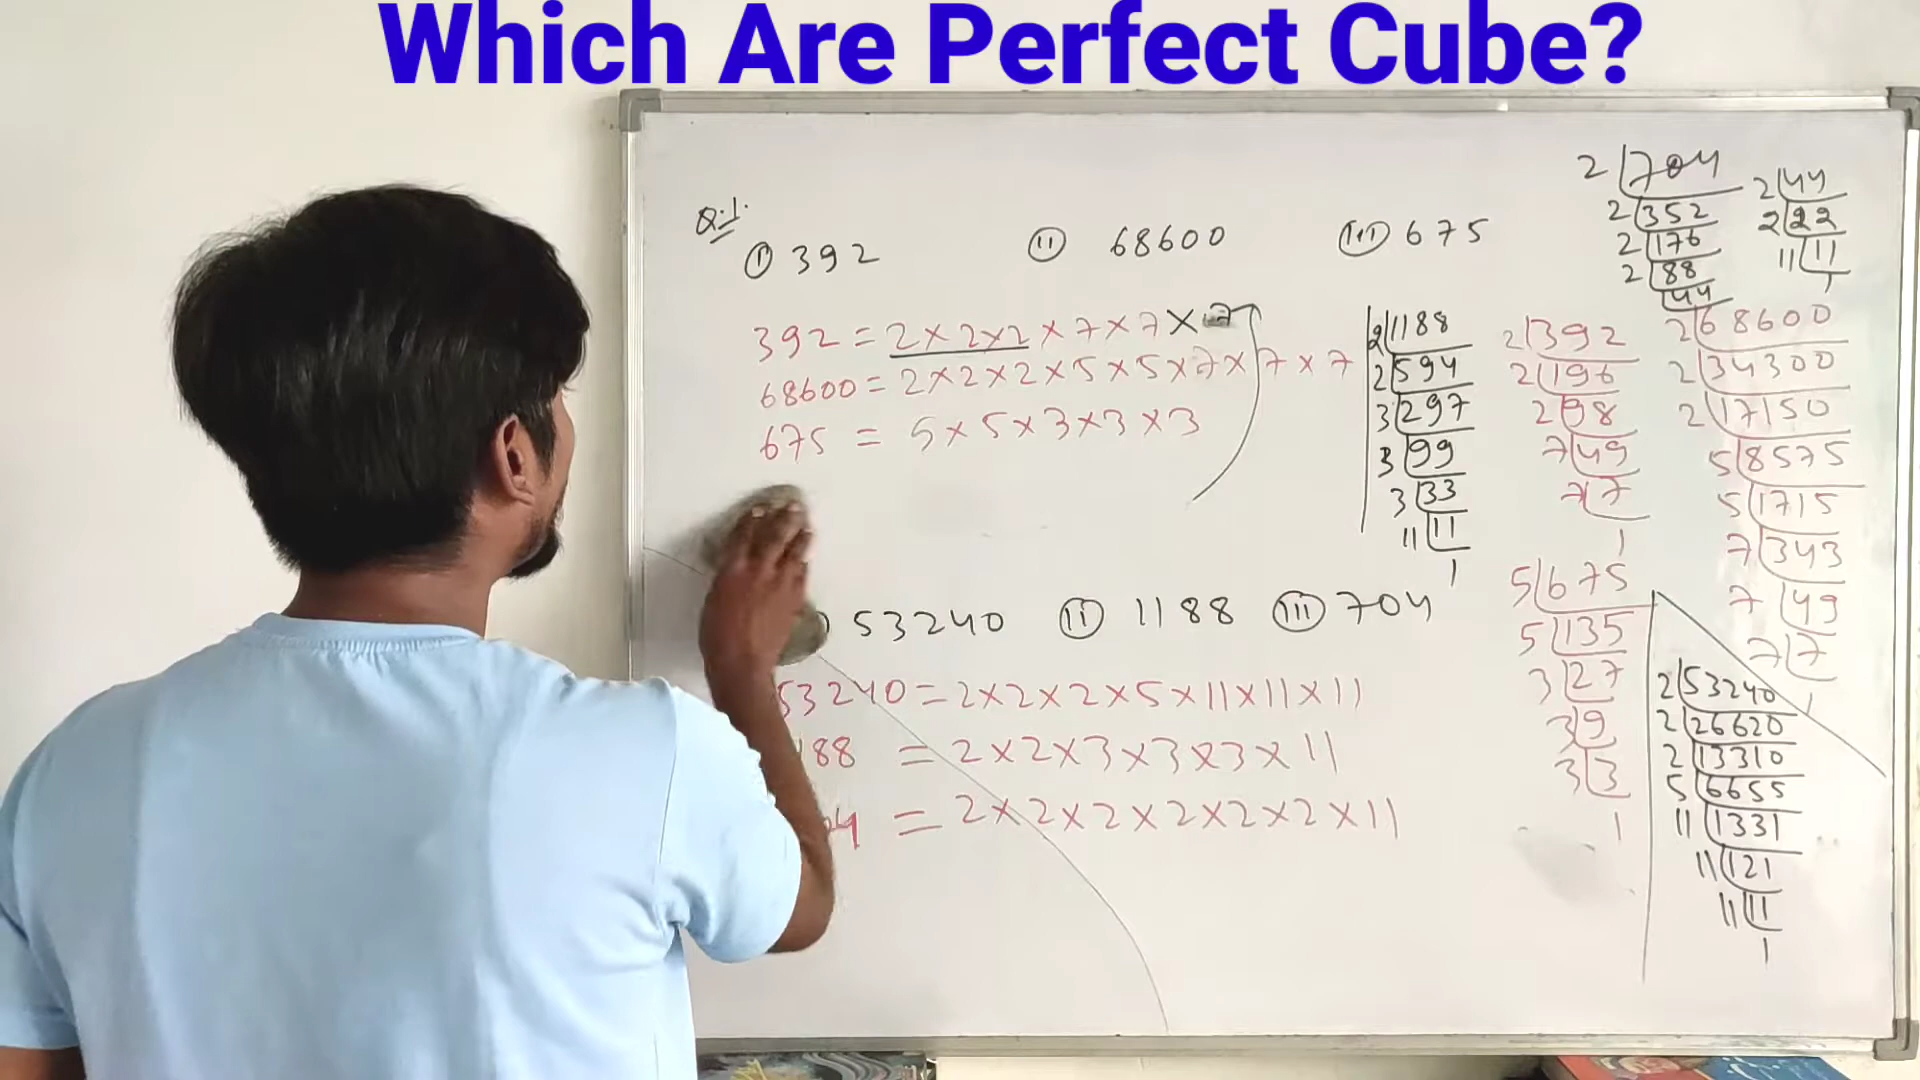 Which Are Perfect Cube?
Q.1.
(i) 392 (ii) 68600 (iii) 675
392 = 2 × 2 × 2 × 7 × 7 × 7
68600 = 2 × 2 × 2 × 5 × 5 × 7 × 7 × 7
675 = 5 × 5 × 3 × 3 × 3
53240 (ii) 1188 (iii) 704
53240 = 2 × 2 × 2 × 5 × 11 × 11 × 11
188 = 2 × 2 × 3 × 3 × 3 × 11
04 = 2 × 2 × 2 × 2 × 2 × 2 × 11
2 | 1188
2 | 594
3 | 297
3 | 99
3 | 33
11 | 11
1
2 | 392
2 | 196
2 | 98
7 | 49
7 | 7
1
5 | 675
5 | 135
3 | 27
3 | 9
3 | 3
1
2 | 704
2 | 352
2 | 176
2 | 88
44
2 | 44
2 | 22
11 | 11
1
2 | 68600
2 | 34300
2 | 17150
5 | 8575
5 | 1715
7 | 343
7 | 49
7 | 7
1
2 | 53240
2 | 26620
2 | 13310
5 | 6655
11 | 1331
11 | 121
11 | 11
1